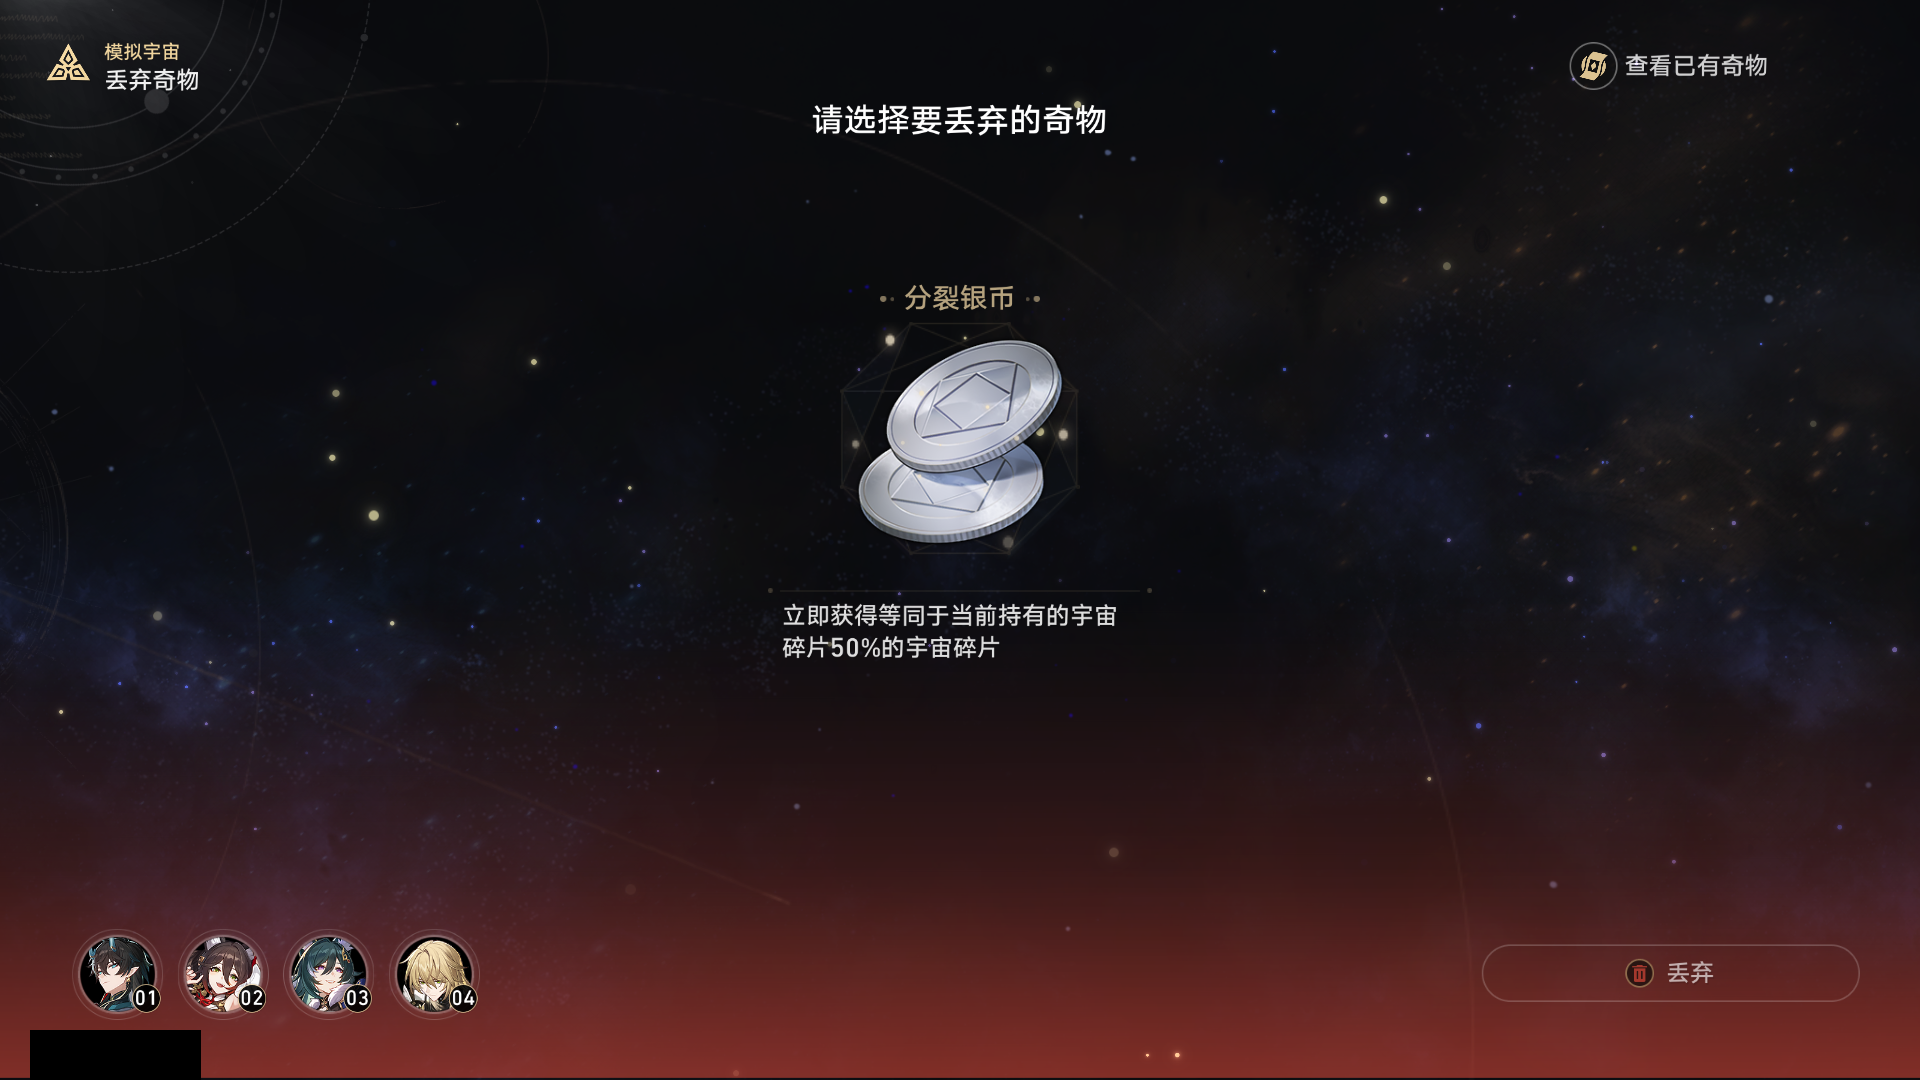 模拟宇宙
丢弃奇物
查看已有奇物
请选择要丢弃的奇物
分裂银币
立即获得等同于当前持有的宇宙
碎片50%的宇宙碎片
01
02
03
04
丢弃